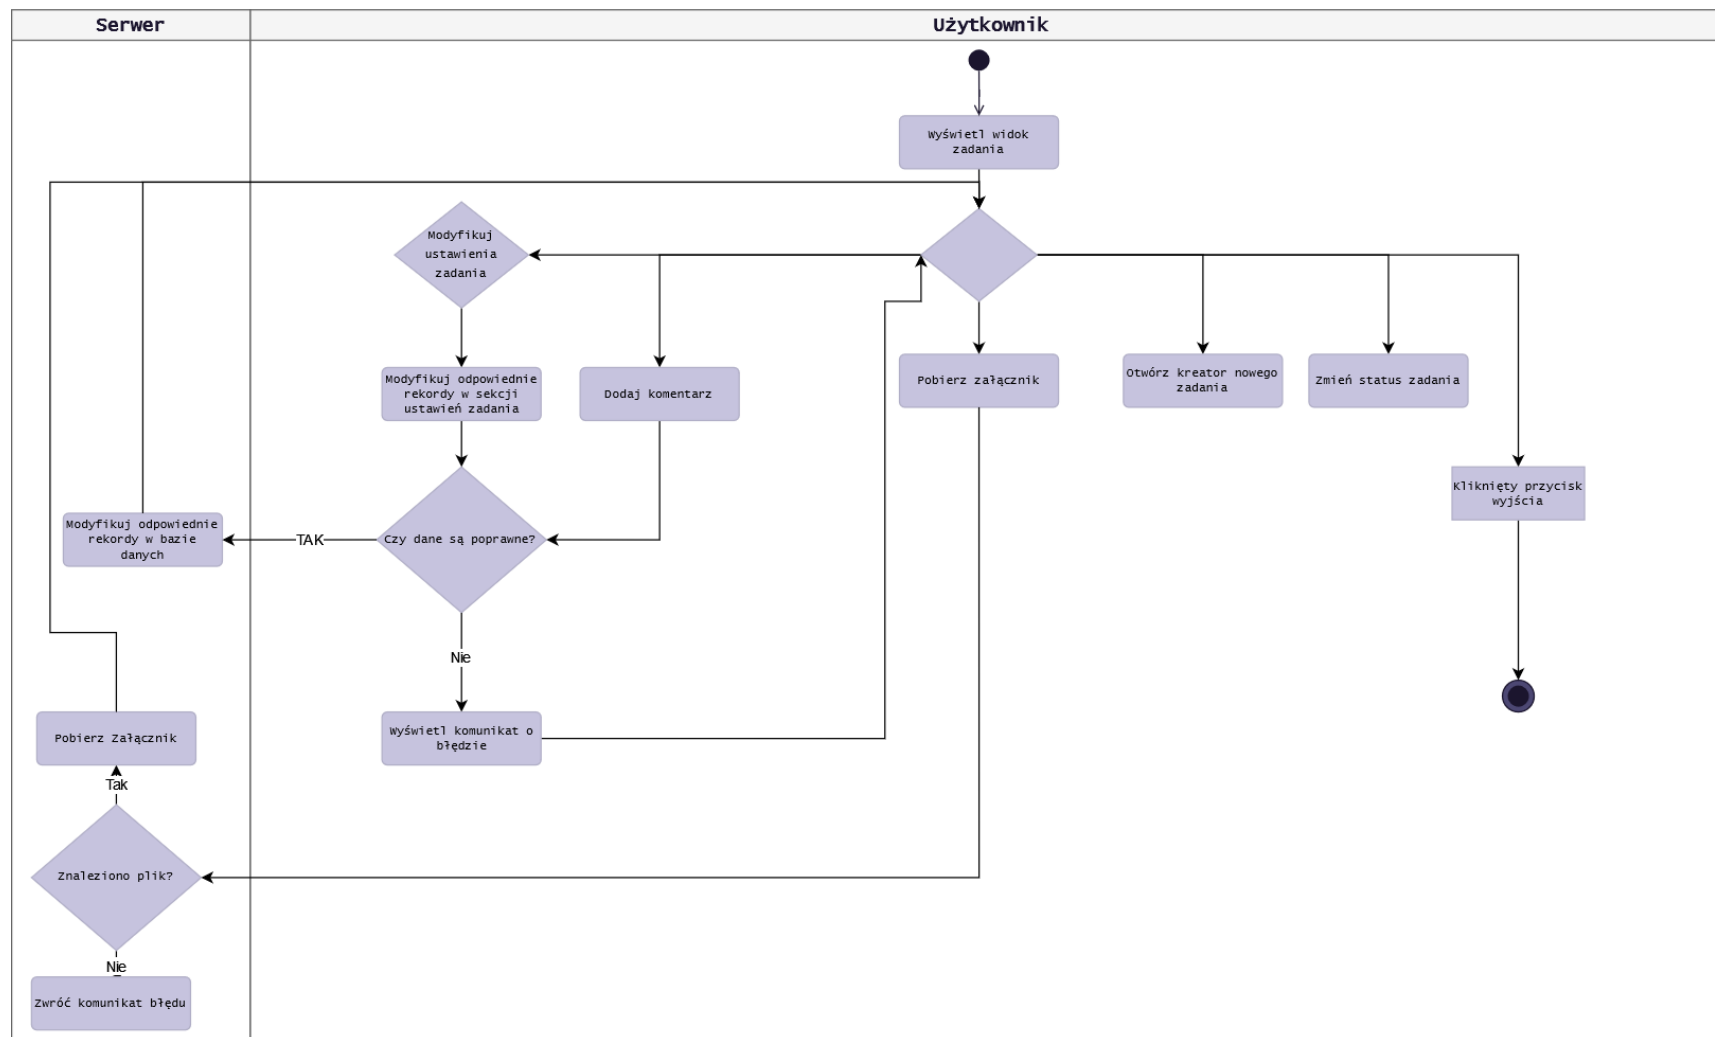 Serwer
Użytkownik
Wyświetl widok
zadania
Modyfikuj
ustawienia
zadania
Modyfikuj odpowiednie
rekordy w sekcji
ustawień zadania
Dodaj komentarz
Pobierz załącznik
Otwórz kreator nowego
zadania
Zmień status zadania
Kliknięty przycisk
wyjścia
Modyfikuj odpowiednie
rekordy w bazie
danych
TAK
Czy dane są poprawne?
Nie
Wyświetl komunikat o
błędzie
Pobierz Załącznik
Tak
Znaleziono plik?
Nie
Zwróć komunikat błędu